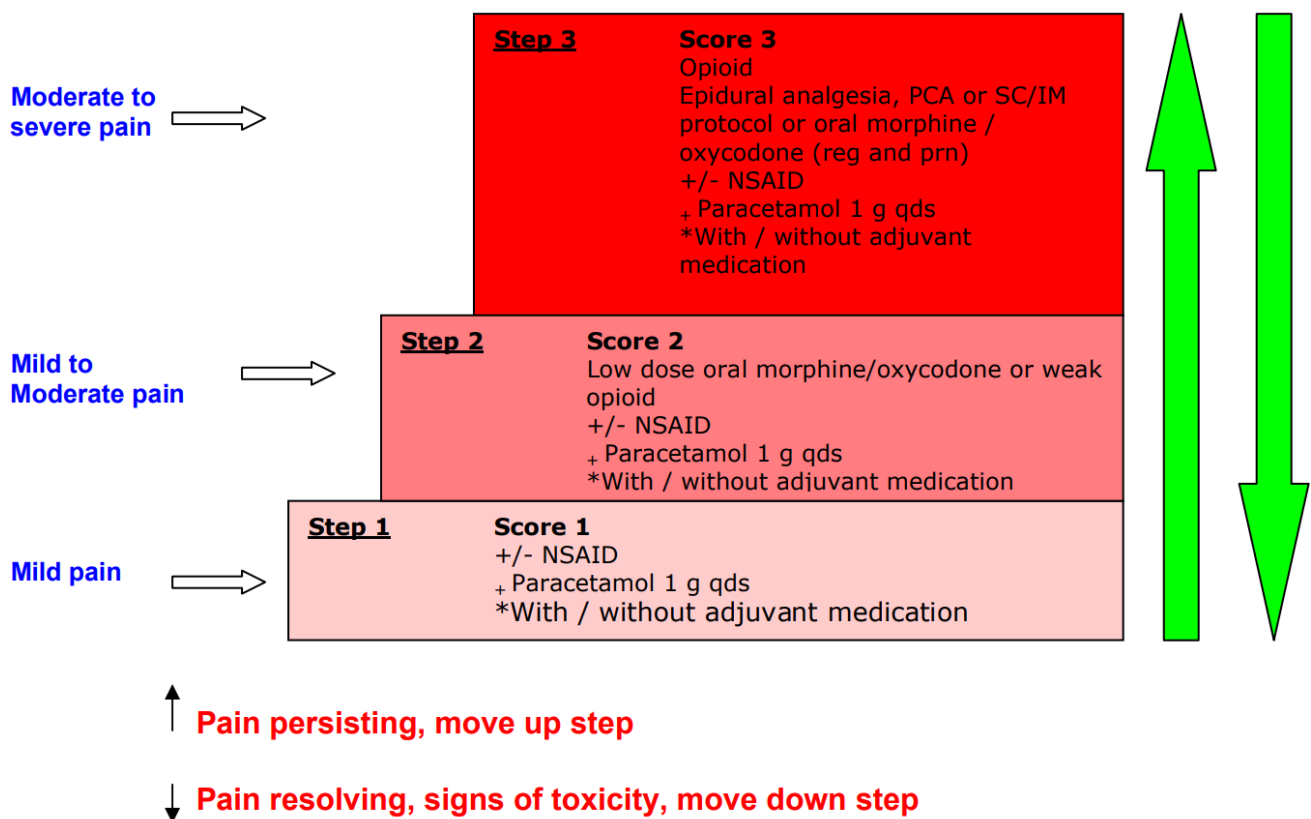 Step 3 Score 3
Opioid
Epidural analgesia, PCA or SC/IM
protocol or oral morphine /
oxycodone (reg and prn)
+/- NSAID
+ Paracetamol 1 g qds
*With / without adjuvant
medication
Moderate to
severe pain
Step 2 Score 2
Low dose oral morphine/oxycodone or weak
opioid
+/- NSAID
+ Paracetamol 1 g qds
*With / without adjuvant medication
Mild to
Moderate pain
Step 1 Score 1
+/- NSAID
+ Paracetamol 1 g qds
*With / without adjuvant medication
Mild pain
Pain persisting, move up step
Pain resolving, signs of toxicity, move down step